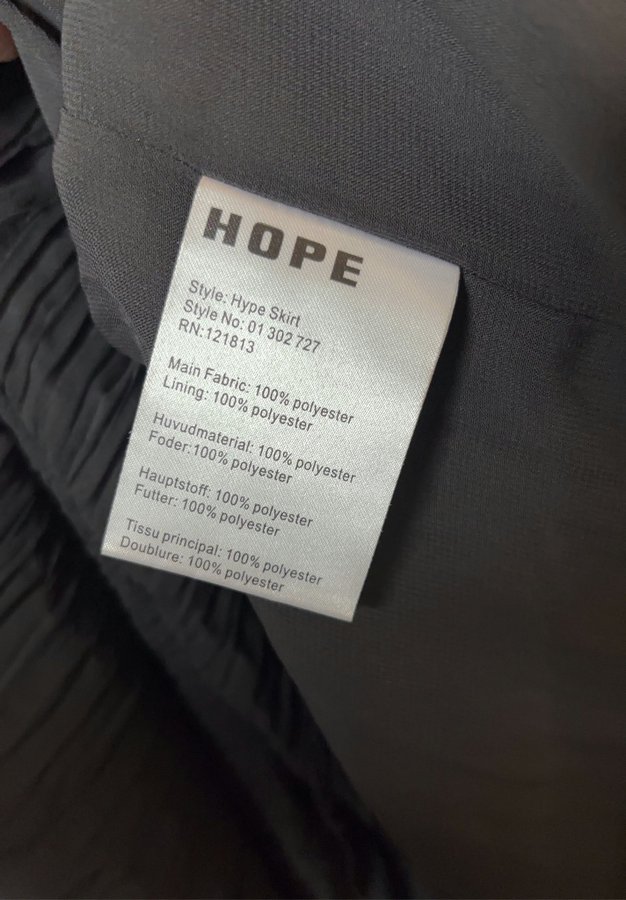 HOPE
Style: Hype Skirt
Style No: 01 302 727
RN:121813
Main Fabric: 100% polyester
Lining: 100% polyester
Huvudmaterial: 100% polyester
Foder:100% polyester
Hauptstoff: 100% polyester
Futter: 100% polyester
Tissu principal: 100% polyester
Doublure: 100% polyester